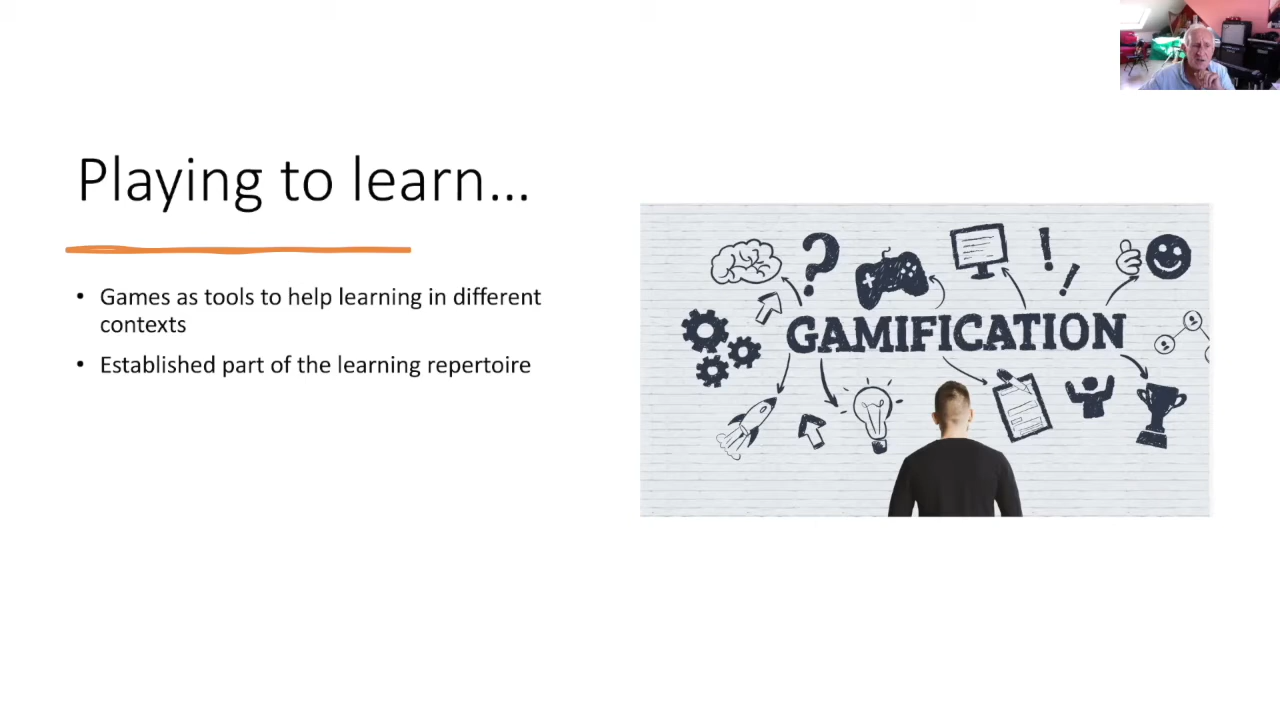 Playing to learn...
• Games as tools to help learning in different
contexts
• Established part of the learning repertoire
?
!
!
GAMIFICATION